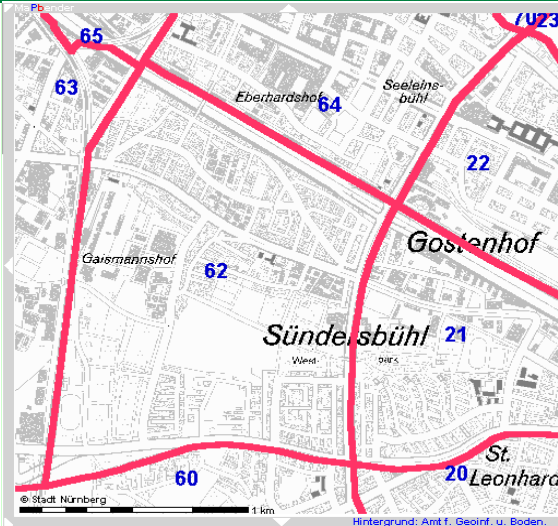 MaPbender
65
7023
63
Seeleins-
bühl
Eberhardshof
64
22
Gostenhof
Gaismannshof
62
Sündersbühl
21
West-
park
St.
Leonhard
60
20
© Stadt Nürnberg
1 km
Hintergrund: Amt f. Geoinf. u. Boden.